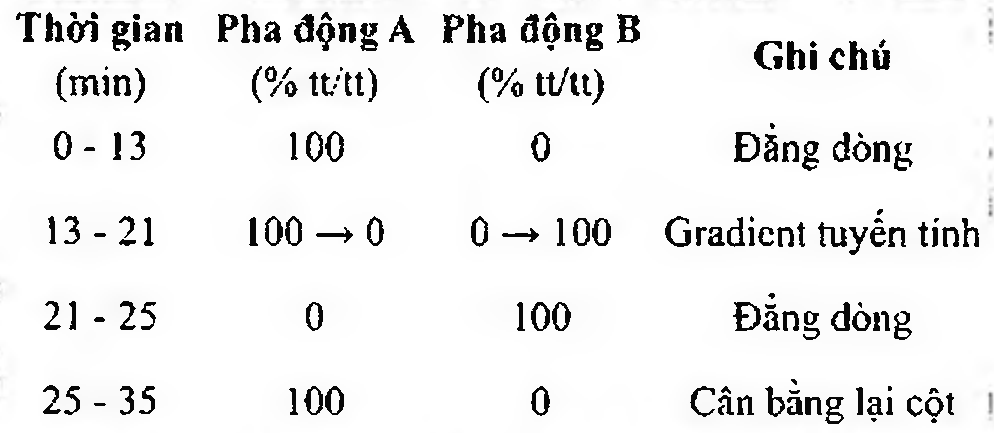 Thời gian Pha động A Pha động B Ghi chú
(min) (% tt/tt) (% tt/tt)
0 - 13 100 0 Đẳng dòng
13 - 21 100 → 0 0 → 100 Gradient tuyến tính
21 - 25 0 100 Đẳng dòng
25 - 35 100 0 Cân bằng lại cột